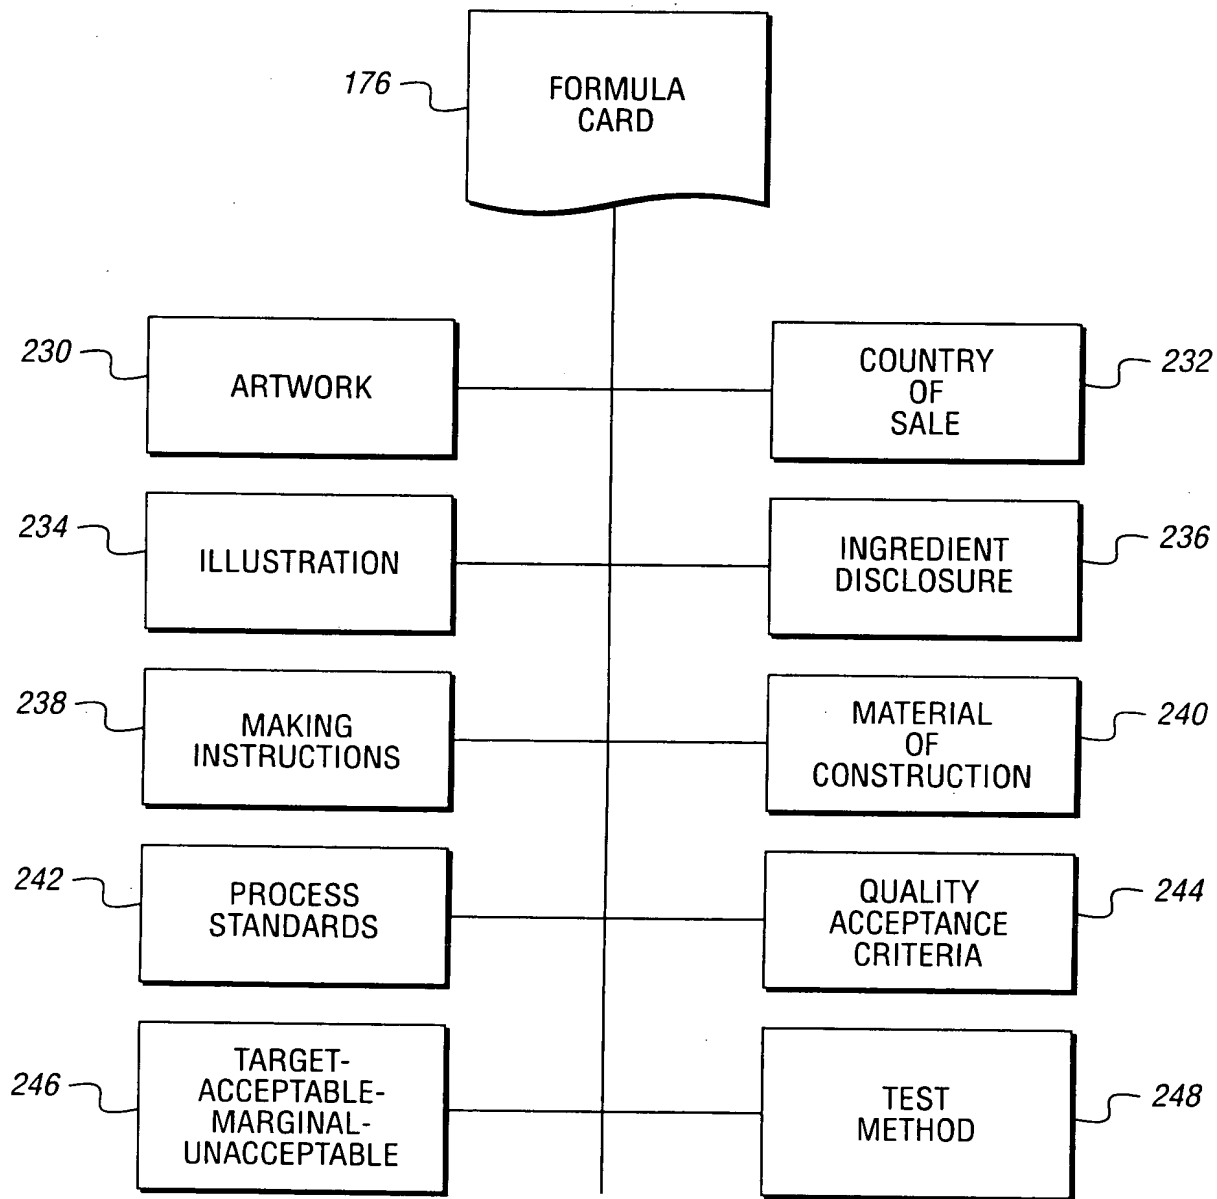 176
FORMULA
CARD
230
ARTWORK
COUNTRY
OF
SALE
232
234
ILLUSTRATION
INGREDIENT
DISCLOSURE
236
238
MAKING
INSTRUCTIONS
MATERIAL
OF
CONSTRUCTION
240
242
PROCESS
STANDARDS
QUALITY
ACCEPTANCE
CRITERIA
244
246
TARGET-
ACCEPTABLE-
MARGINAL-
UNACCEPTABLE
TEST
METHOD
248